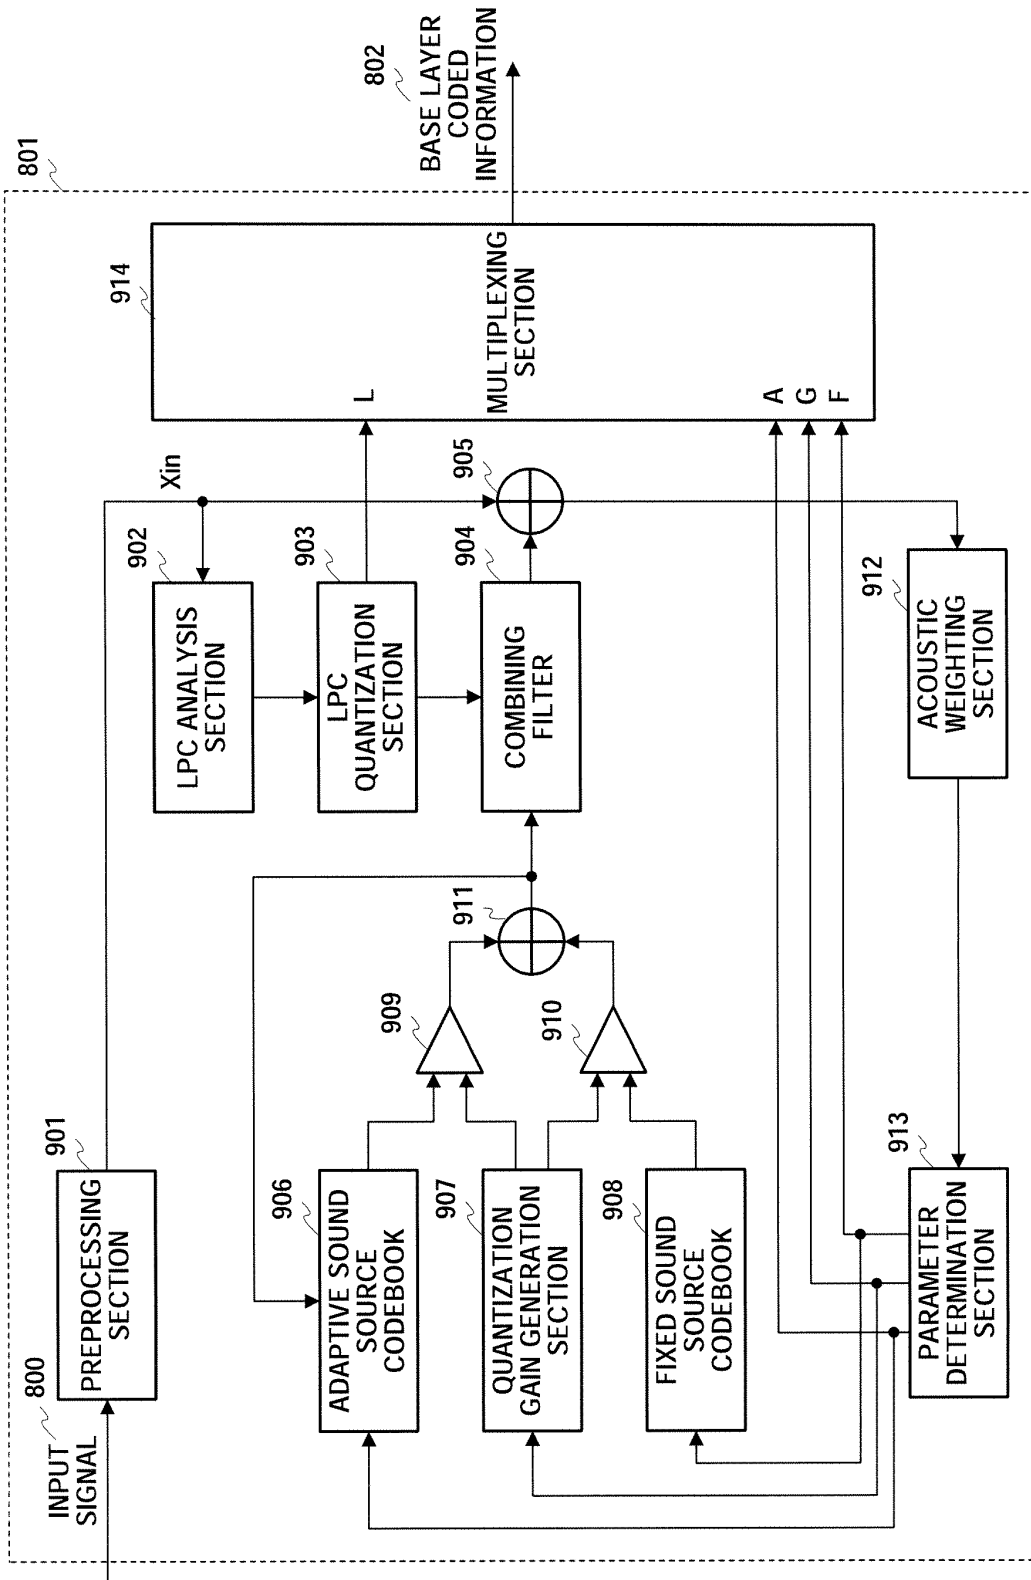 801
INPUT
SIGNAL
800
PREPROCESSING
SECTION
901
Xin
LPC ANALYSIS
SECTION
902
LPC
QUANTIZATION
SECTION
903
COMBINING
FILTER
904
905
ADAPTIVE SOUND
SOURCE
CODEBOOK
906
QUANTIZATION
GAIN GENERATION
SECTION
907
FIXED SOUND
SOURCE
CODEBOOK
908
909
910
911
ACOUSTIC
WEIGHTING
SECTION
912
PARAMETER
DETERMINATION
SECTION
913
914
L
MULTIPLEXING
SECTION
A
G
F
802
BASE LAYER
CODED
INFORMATION